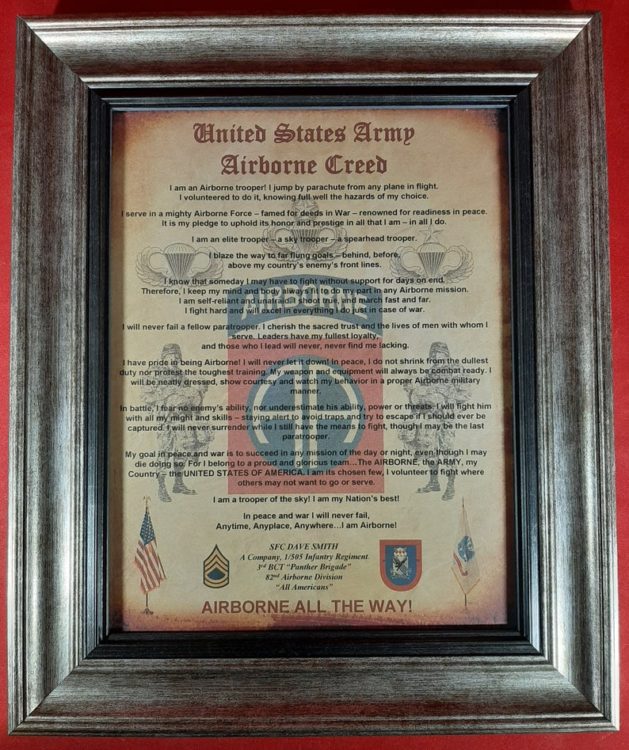 United States Army
Airborne Creed
I am an Airborne trooper! I jump by parachute from any plane in flight.
I volunteered to do it, knowing full well the hazards of my choice.
I serve in a mighty Airborne Force – famed for deeds in War – renowned for readiness in peace.
It is my pledge to uphold its honor and prestige in all that I am – in all I do.
I am an elite trooper – a sky trooper – a spearhead trooper.
I blaze the way to far flung goals – behind, before,
above my country's enemy's front lines.
I know that someday I may have to fight without support for days on end.
Therefore, I keep my mind and body always fit to do my part in any Airborne mission.
I am self-reliant and march fast and far.
I fight hard and will excel in everything just in case of war.
AIRBORNE
I will never fail a fellow paratrooper. I cherish the sacred trust and the lives of men with whom I
serve. Leaders have my fullest loyalty,
and those who I lead will never, never find me lacking.
I have pride in being Airborne! I will never let it down. In peace, I do not shrink from the dullest
duty nor protest the toughest training. My weapon and equipment will always be combat ready. I
will be neatly dressed, show courtesy and watch my behavior in a proper Airborne military
manner.
In battle, I fear no enemy's ability, nor underestimate his ability, power or threats. I will fight him
with all my might and skills – staying alert to avoid traps and try to escape if I should ever be
captured. I will never surrender while I still have the means to fight, though I may be the last
paratrooper.
My goal in peace and war is to succeed in any mission of the day or night, even though I may
die doing so. For I belong to a proud and glorious team…The AIRBORNE, the ARMY, my
Country – the UNITED STATES OF AMERICA. I am its chosen few, I volunteer to fight where
others may not want to go or serve.
I am a trooper of the sky! I am my Nation's best!
In peace and war I will never fail,
Anytime, Anyplace, Anywhere…I am Airborne!
SFC DAVE SMITH
A Company, 1/505 Infantry Regiment.
3rd BCT "Panther Brigade"
82nd Airborne Division
"All Americans"
AIRBORNE ALL THE WAY!